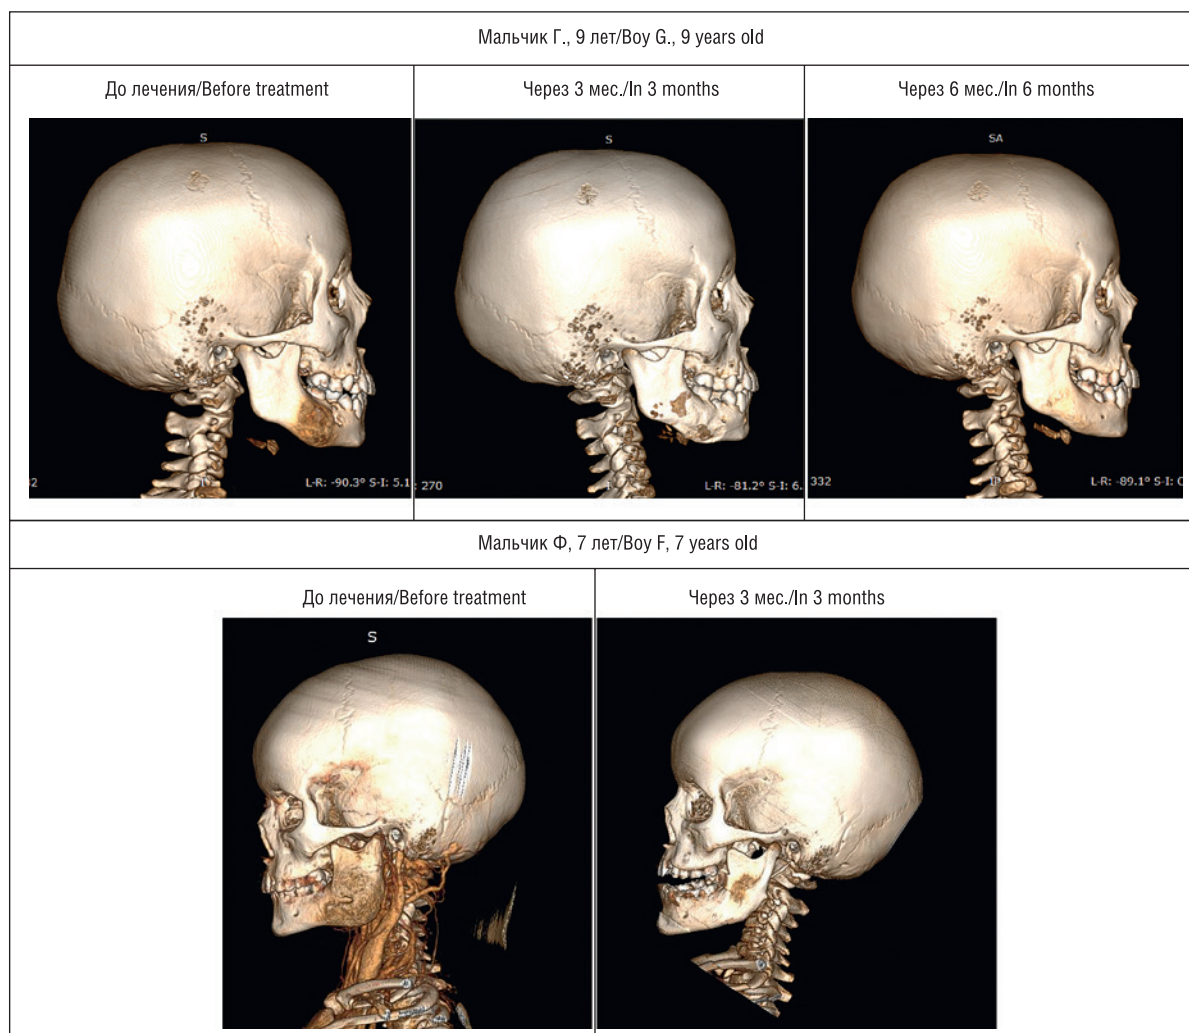 Мальчик Г., 9 лет/Boy G., 9 years old
До лечения/Before treatment
Через 3 мес./In 3 months
Через 6 мес./In 6 months
S
S
SA
32
L-R: -90.3° S-I: 5.1
: 270
L-R: -81.2° S-I: 6.
332
L-R: -89.1° S-I: C
Мальчик Ф, 7 лет/Boy F, 7 years old
До лечения/Before treatment
Через 3 мес./In 3 months
S